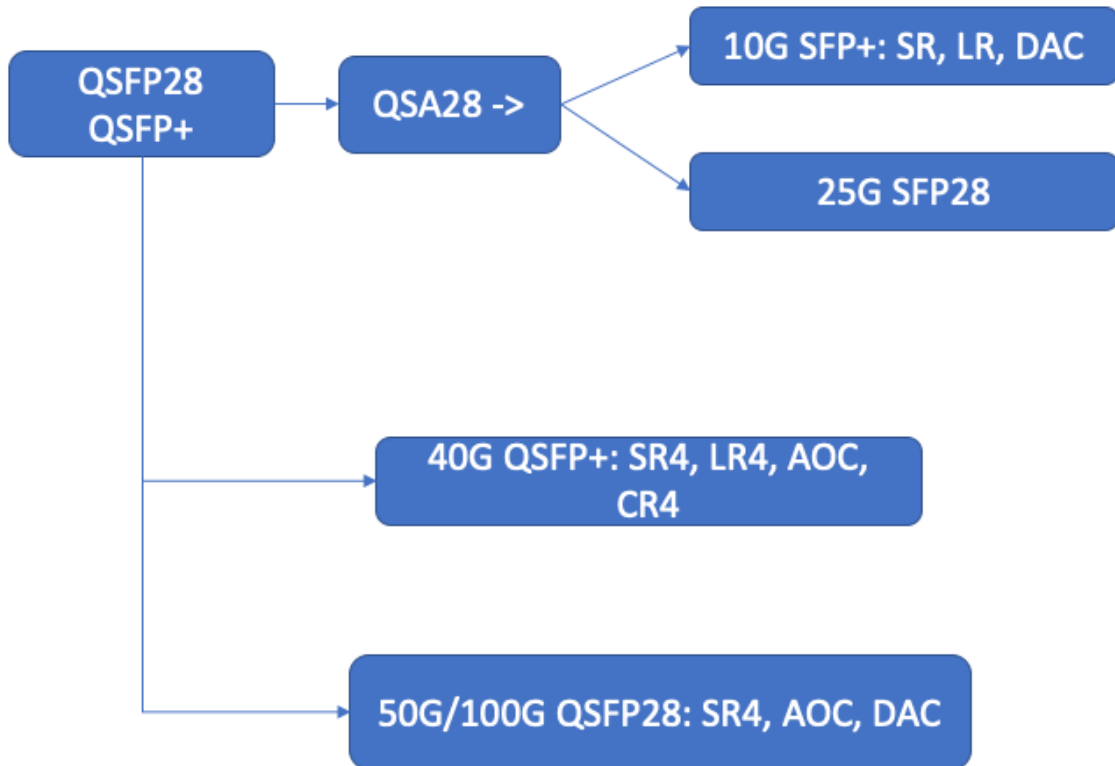 QSFP28
QSFP+
QSA28 ->
10G SFP+: SR, LR, DAC
25G SFP28
40G QSFP+: SR4, LR4, AOC,
CR4
50G/100G QSFP28: SR4, AOC, DAC